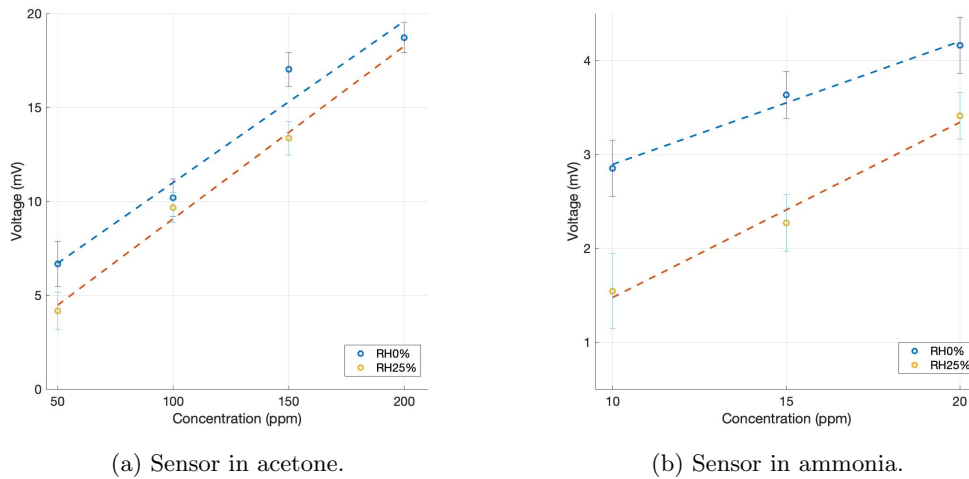 20
15
10
5
0
Voltage (mV)
50 100 150 200
Concentration (ppm)
RH0%
RH25%
(a) Sensor in acetone.
4
3
2
1
Voltage (mV)
10 15 20
Concentration (ppm)
RH0%
RH25%
(b) Sensor in ammonia.